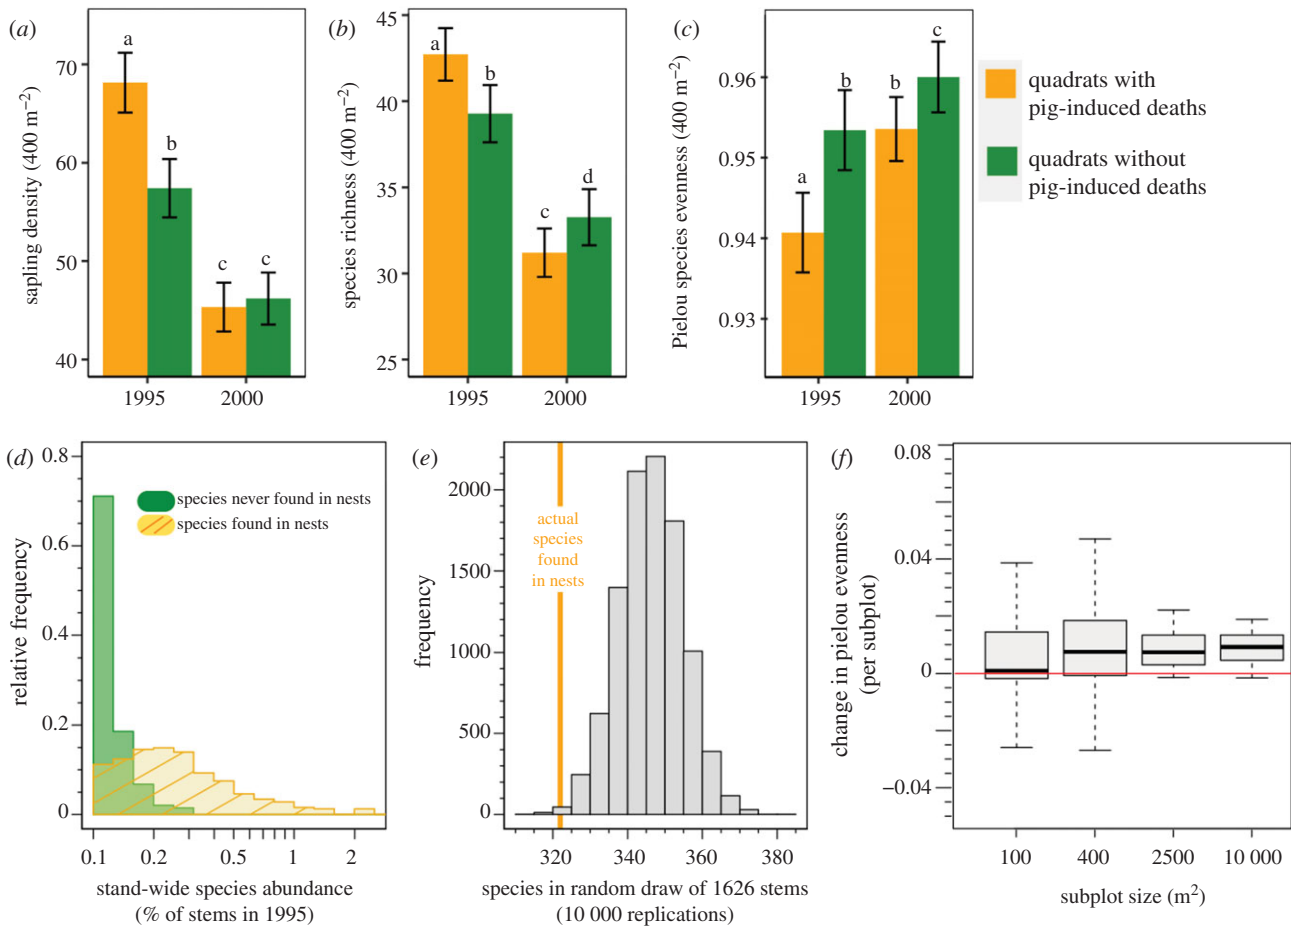 (a)
sapling density (400 m⁻²)
70
60
50
40
a
b
c
c
1995
2000
(b)
species richness (400 m⁻²)
45
40
35
30
25
a
b
c
d
1995
2000
(c)
Pielou species evenness (400 m⁻²)
0.96
0.95
0.94
0.93
a
b
b
c
1995
2000
quadrats with
pig-induced deaths
quadrats without
pig-induced deaths
(d)
relative frequency
0.8
0.6
0.4
0.2
0
species never found in nests
species found in nests
0.1
0.2
0.5
1
2
stand-wide species abundance
(% of stems in 1995)
(e)
frequency
2000
1500
1000
500
0
actual
species
found
in nests
320
340
360
380
species in random draw of 1626 stems
(10 000 replications)
(f)
change in pielou evenness
(per subplot)
0.08
0.04
0
−0.04
100
400
2500
10 000
subplot size (m²)